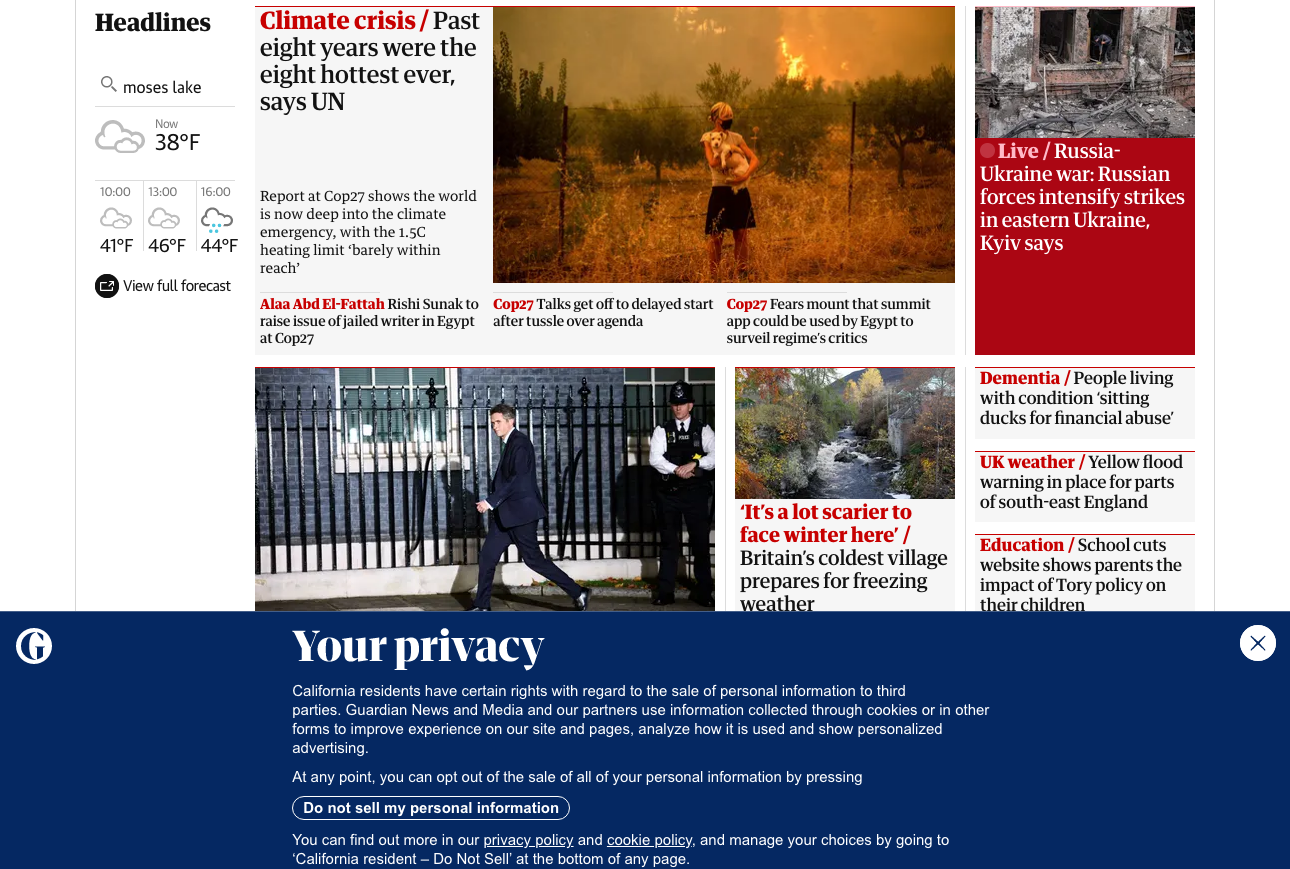 Headlines
moses lake
Now
38°F
10:00
13:00
16:00
41°F
46°F
44°F
View full forecast
Climate crisis / Past
eight years were the
eight hottest ever,
says UN
Report at Cop27 shows the world
is now deep into the climate
emergency, with the 1.5C
heating limit ‘barely within
reach’
Alaa Abd El-Fattah Rishi Sunak to
raise issue of jailed writer in Egypt
at Cop27
Cop27 Talks get off to delayed start
after tussle over agenda
Cop27 Fears mount that summit
app could be used by Egypt to
surveil regime’s critics
Live / Russia-
Ukraine war: Russian
forces intensify strikes
in eastern Ukraine,
Kyiv says
POLICE
‘It’s a lot scarier to
face winter here’ /
Britain’s coldest village
prepares for freezing
weather
Dementia / People living
with condition ‘sitting
ducks for financial abuse’
UK weather / Yellow flood
warning in place for parts
of south-east England
Education / School cuts
website shows parents the
impact of Tory policy on
their children
G
Your privacy
California residents have certain rights with regard to the sale of personal information to third
parties. Guardian News and Media and our partners use information collected through cookies or in other
forms to improve experience on our site and pages, analyze how it is used and show personalized
advertising.
At any point, you can opt out of the sale of all of your personal information by pressing
Do not sell my personal information
You can find out more in our privacy policy and cookie policy, and manage your choices by going to
‘California resident – Do Not Sell’ at the bottom of any page.